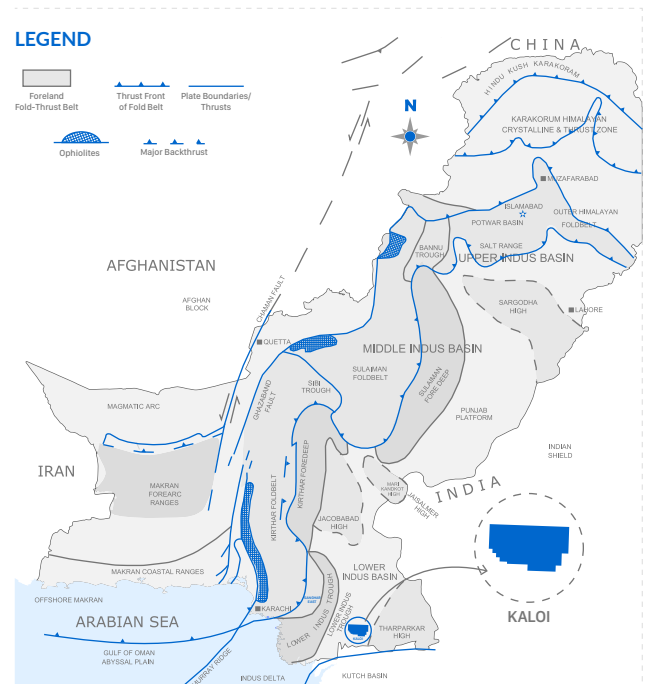 LEGEND
Foreland
Fold-Thrust Belt
Thrust Front
of Fold Belt
Plate Boundaries/
Thrusts
Ophiolites
Major Backthrust
N
CHINA
HINDU KUSH KARAKORAM
KARAKORUM HIMALAYAN
CRYSTALLINE & THRUST ZONE
MUZAFARABAD
ISLAMABAD
POTWAR BASIN
OUTER HIMALAYAN
FOLDBELT
BANNU
TROUGH
SALT RANGE
UPPER INDUS BASIN
AFGHANISTAN
AFGHAN
BLOCK
CHAMAN FAULT
SARGODHA
HIGH
LAHORE
QUETTA
MIDDLE INDUS BASIN
SULAIMAN
FOLDBELT
SIBI
TROUGH
GHAZABAND
FAULT
SULAIMAN
FORE DEEP
PUNJAB
PLATFORM
MAGMATIC ARC
INDIAN
SHIELD
IRAN
MAKRAN
FOREARC
RANGES
KIRTHAR FOLDBELT
KIRTHAR FOREDEEP
MARI
KANDKOT
HIGH
JAISALMER
HIGH
INDIA
JACOBABAD
HIGH
MAKRAN COASTAL RANGES
LOWER
INDUS BASIN
OFFSHORE MAKRAN
KARACHI
LOWER INDUS TROUGH
LOWER INDUS
TROUGH
THARPARKAR
HIGH
KALOI
ARABIAN SEA
GULF OF OMAN
ABYSSAL PLAIN
MURRAY RIDGE
INDUS DELTA
KUTCH BASIN